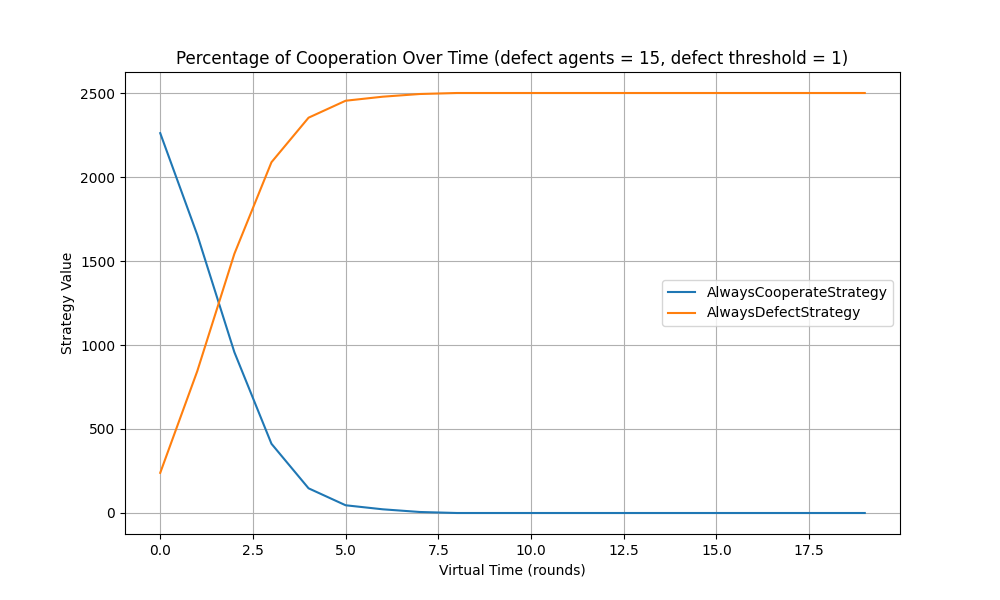 Percentage of Cooperation Over Time (defect agents = 15, defect threshold = 1)
Strategy Value
2500
2000
1500
1000
500
0
AlwaysCooperateStrategy
AlwaysDefectStrategy
0.0 2.5 5.0 7.5 10.0 12.5 15.0 17.5
Virtual Time (rounds)